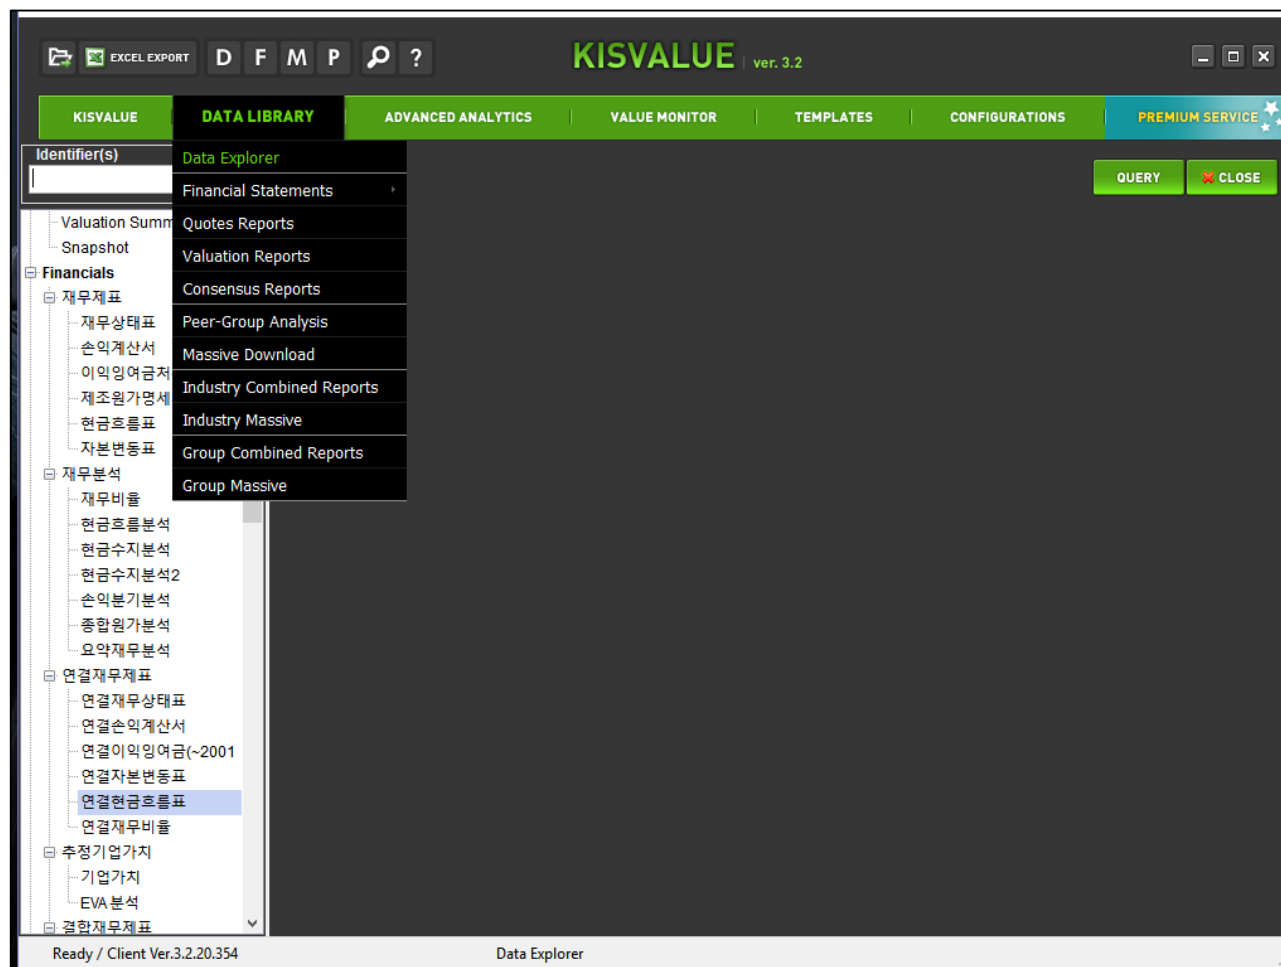 EXCEL EXPORT D F M P ? KISVALUE ver. 3.2
KISVALUE DATA LIBRARY ADVANCED ANALYTICS VALUE MONITOR TEMPLATES CONFIGURATIONS PREMIUM SERVICE
Identifier(s)
QUERY CLOSE
Data Explorer
Financial Statements
Quotes Reports
Valuation Reports
Consensus Reports
Peer-Group Analysis
Massive Download
Industry Combined Reports
Industry Massive
Group Combined Reports
Group Massive
Valuation Summ
Snapshot
Financials
재무제표
재무상태표
손익계산서
이익잉여금처
제조원가명세
현금흐름표
자본변동표
재무분석
재무비율
현금흐름분석
현금수지분석
현금수지분석2
손익분기분석
종합원가분석
요약재무분석
연결재무제표
연결재무상태표
연결손익계산서
연결이익잉여금(~2001
연결자본변동표
연결현금흐름표
연결재무비율
추정기업가치
기업가치
EVA 분석
결합재무제표
Ready / Client Ver.3.2.20.354 Data Explorer